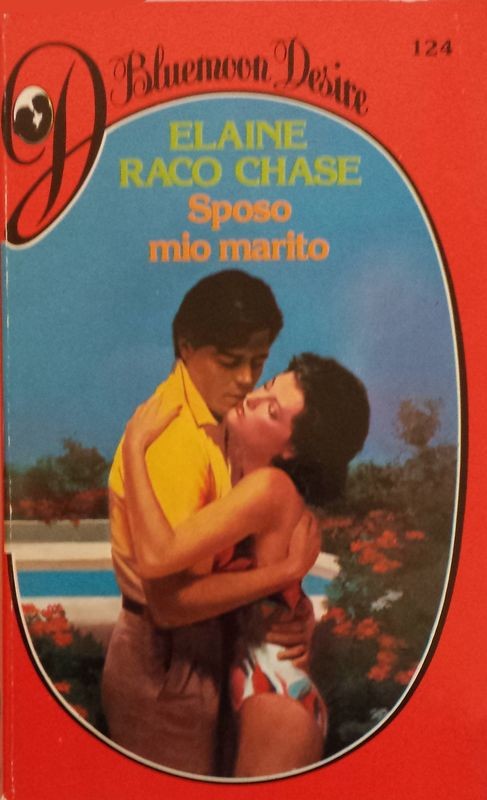 Bluemoon Desire
124
ELAINE
RACO CHASE
Sposo
mio marito